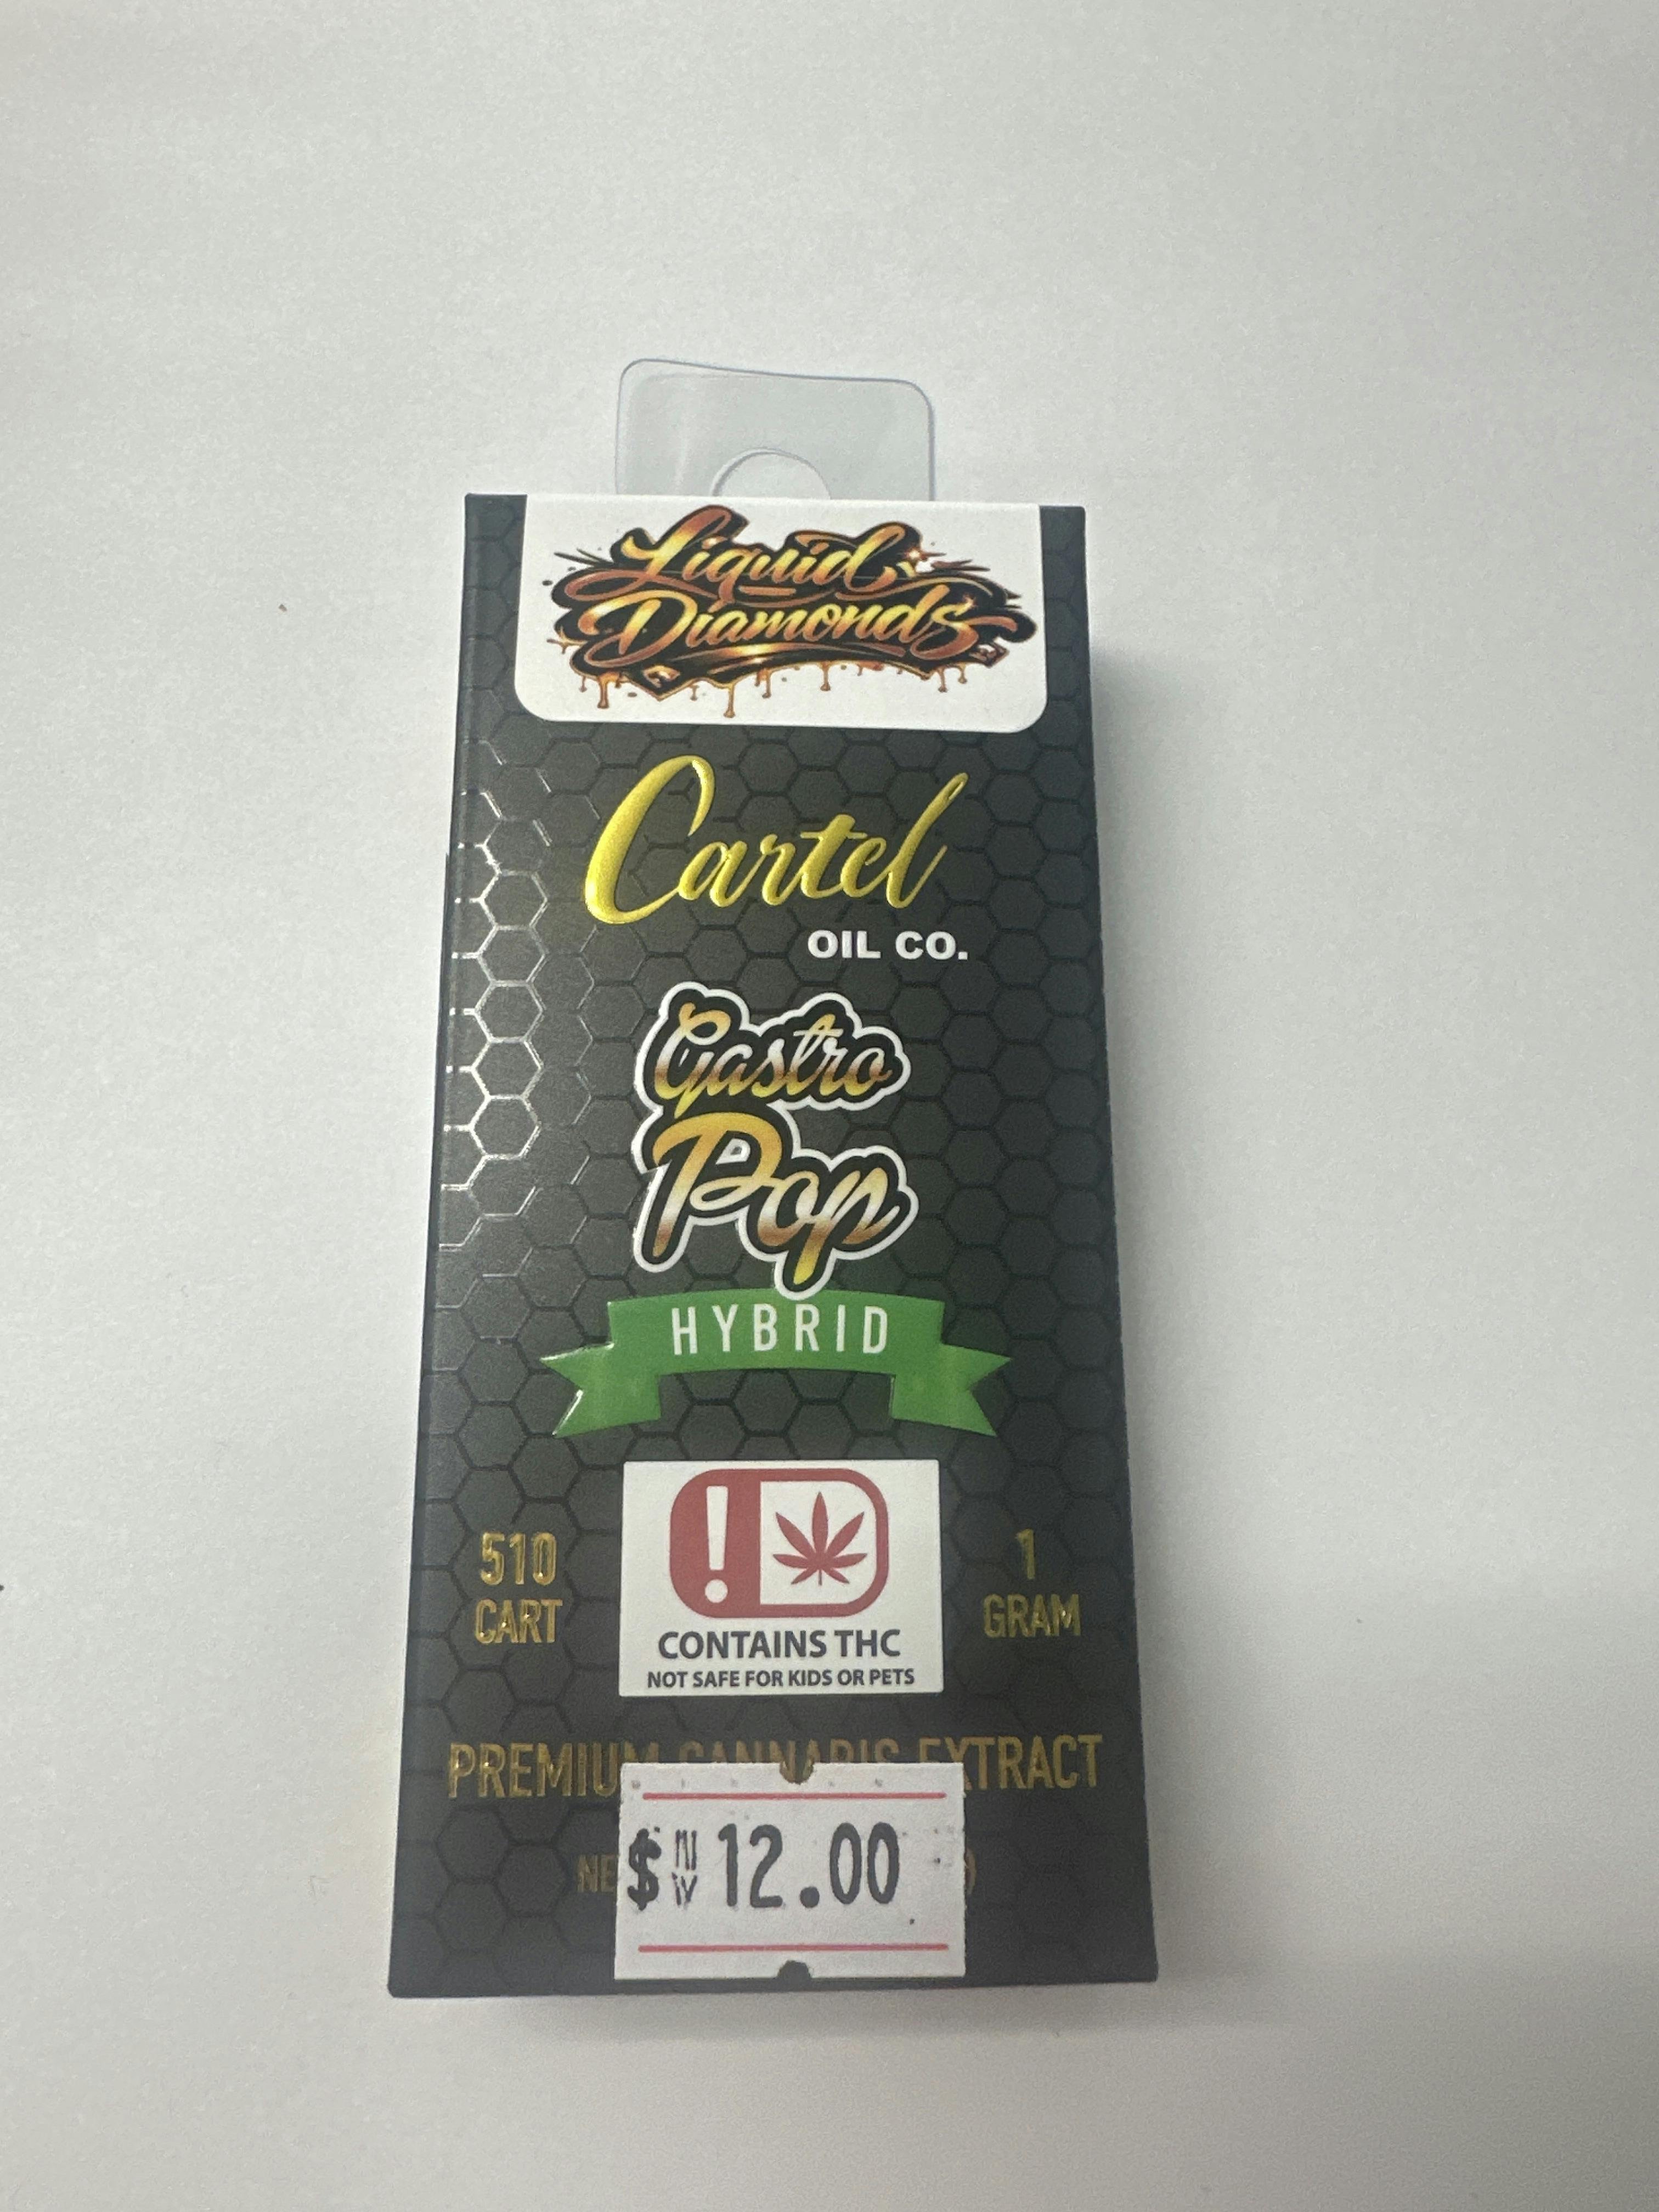 Liquid
Diamonds
Cartel
OIL CO.
Gastro
Pop
HYBRID
510
CART
1
GRAM
CONTAINS THC
NOT SAFE FOR KIDS OR PETS
PREMIUM CANNABIS EXTRACT
$ 12.00